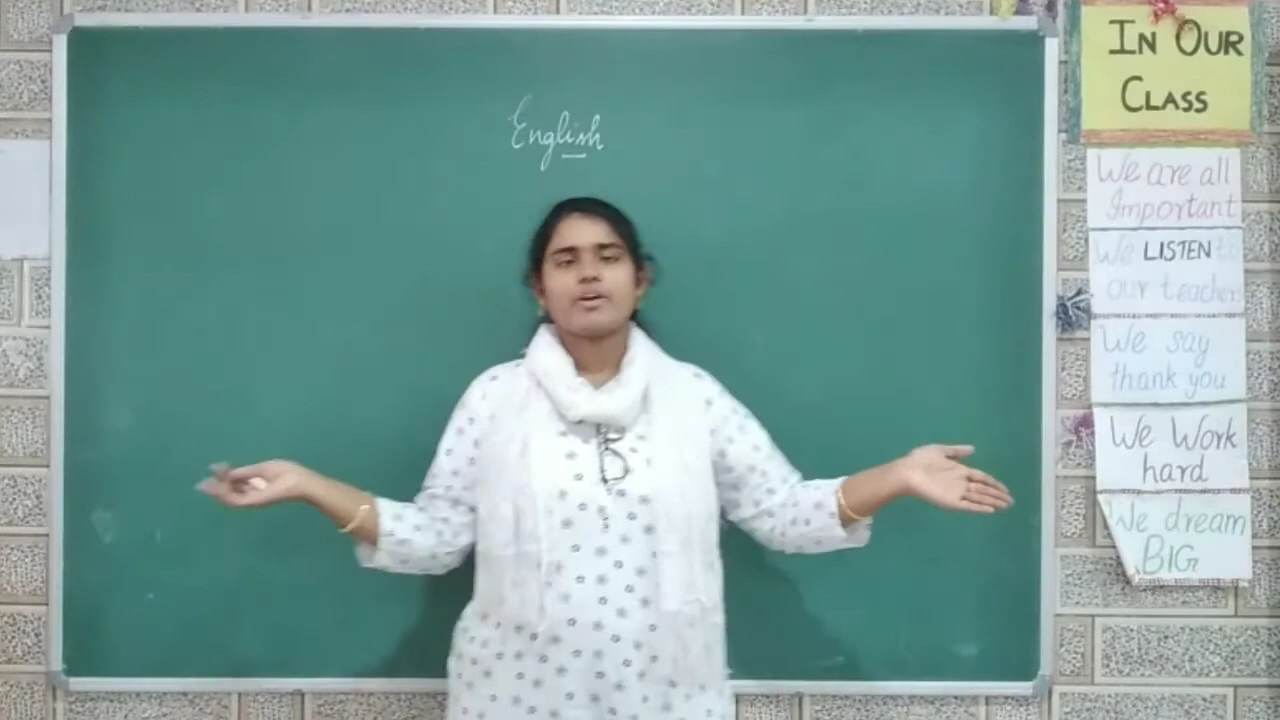 English
IN OUR
CLASS
We are all
Important
We LISTEN to
our teachers
We say
thank you
We Work
hard
We dream
BIG